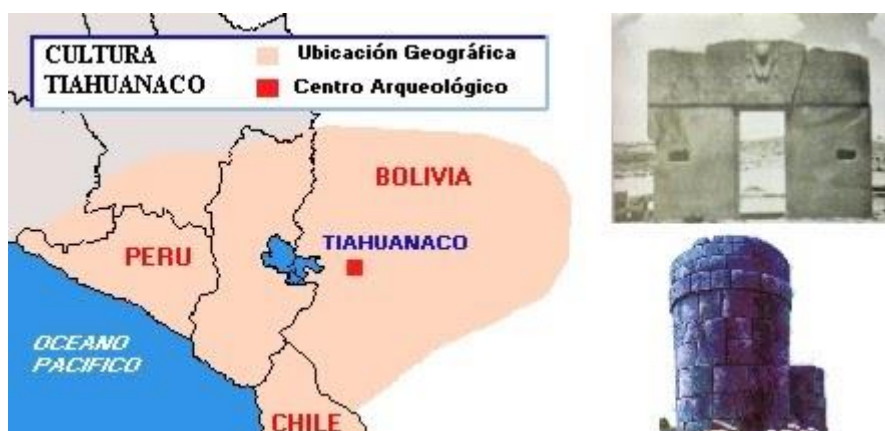 CULTURA
TIAHUANACO
Ubicación Geográfica
Centro Arqueológico
BOLIVIA
TIAHUANACO
PERU
OCEANO
PACIFICO
CHILE